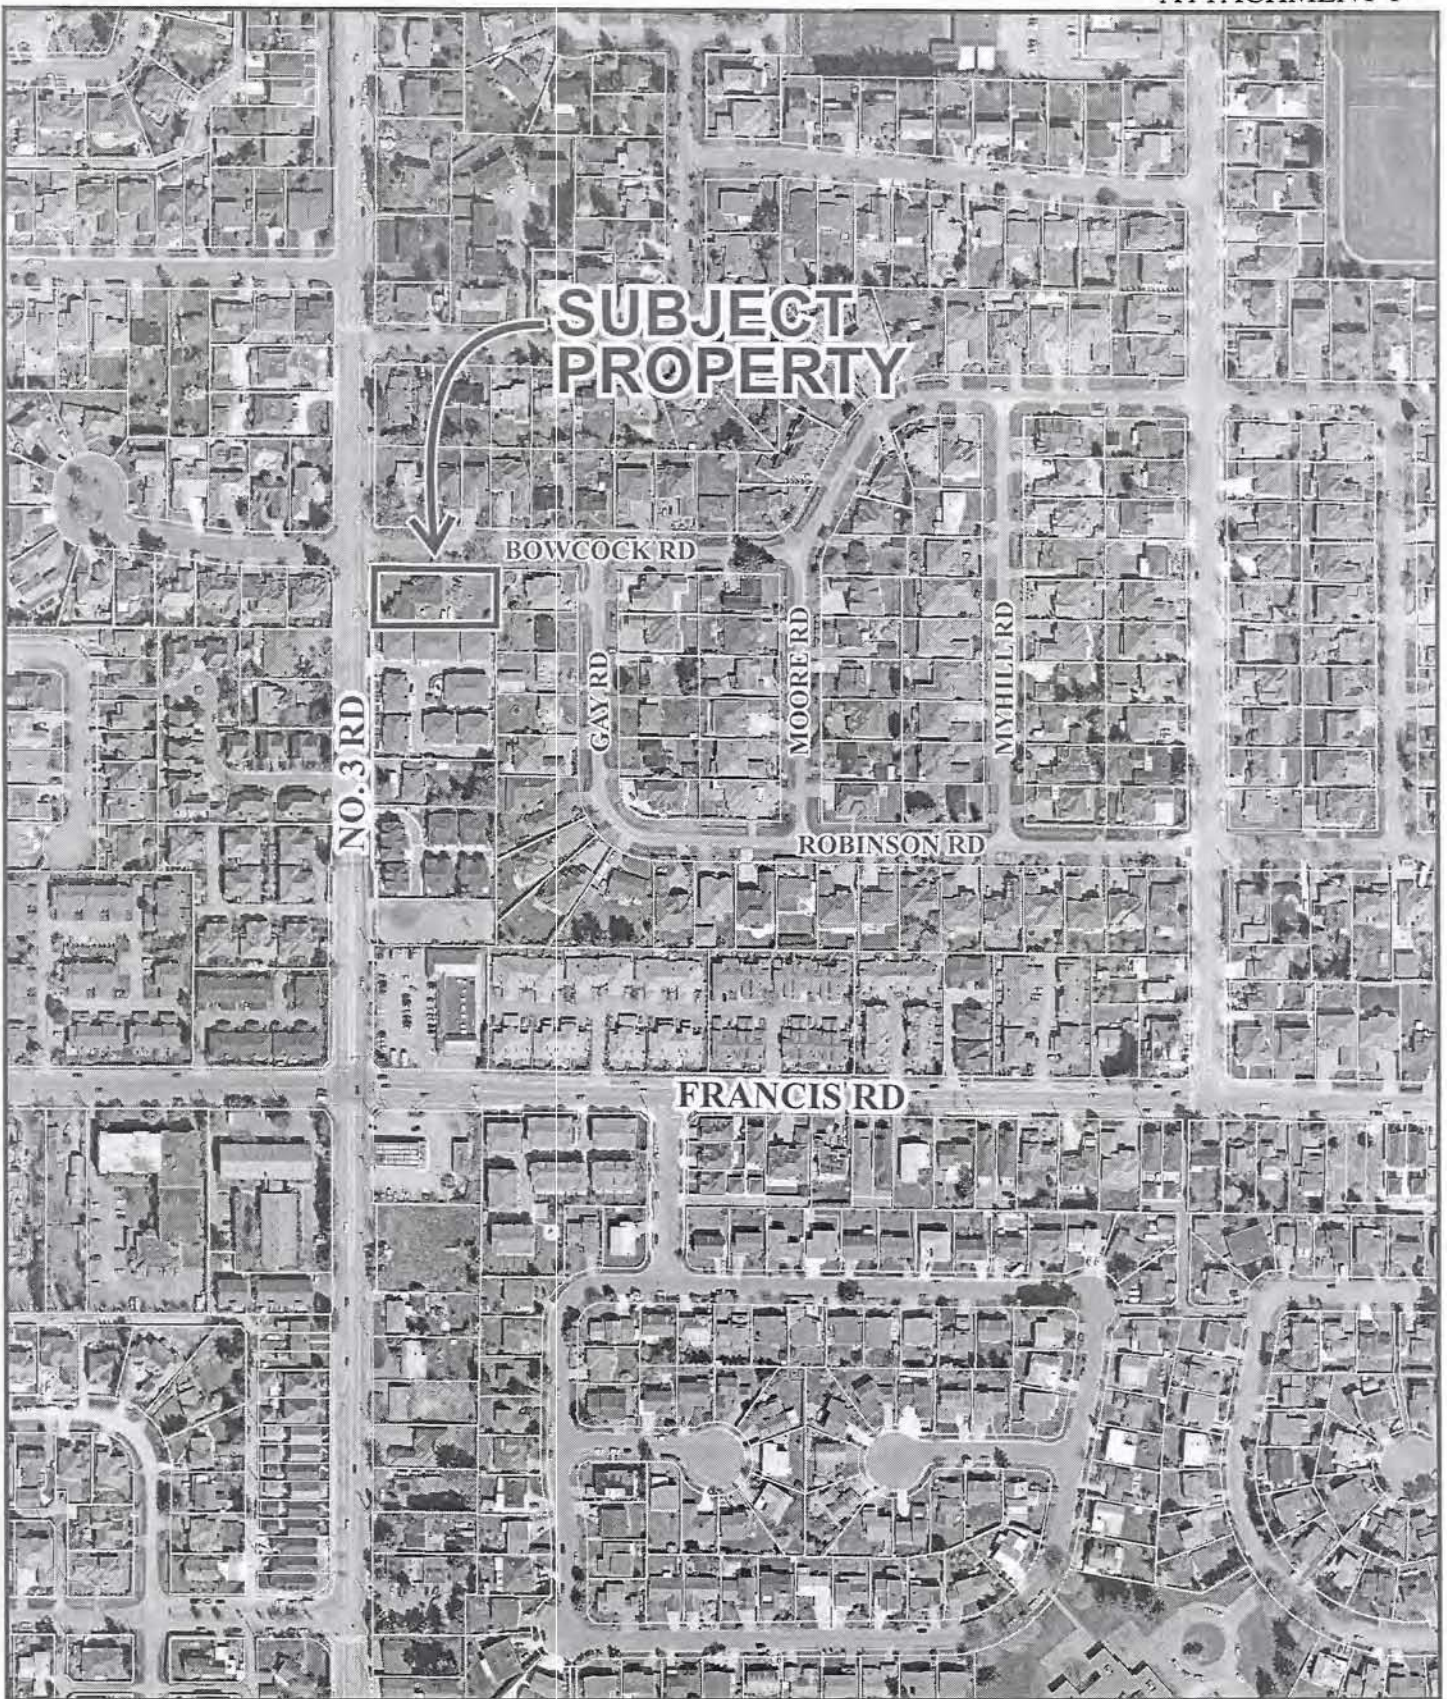 SUBJECT
PROPERTY
BOWCOCK RD
GAY RD
MOORE RD
MYHILL RD
NO. 3 RD
ROBINSON RD
FRANCIS RD